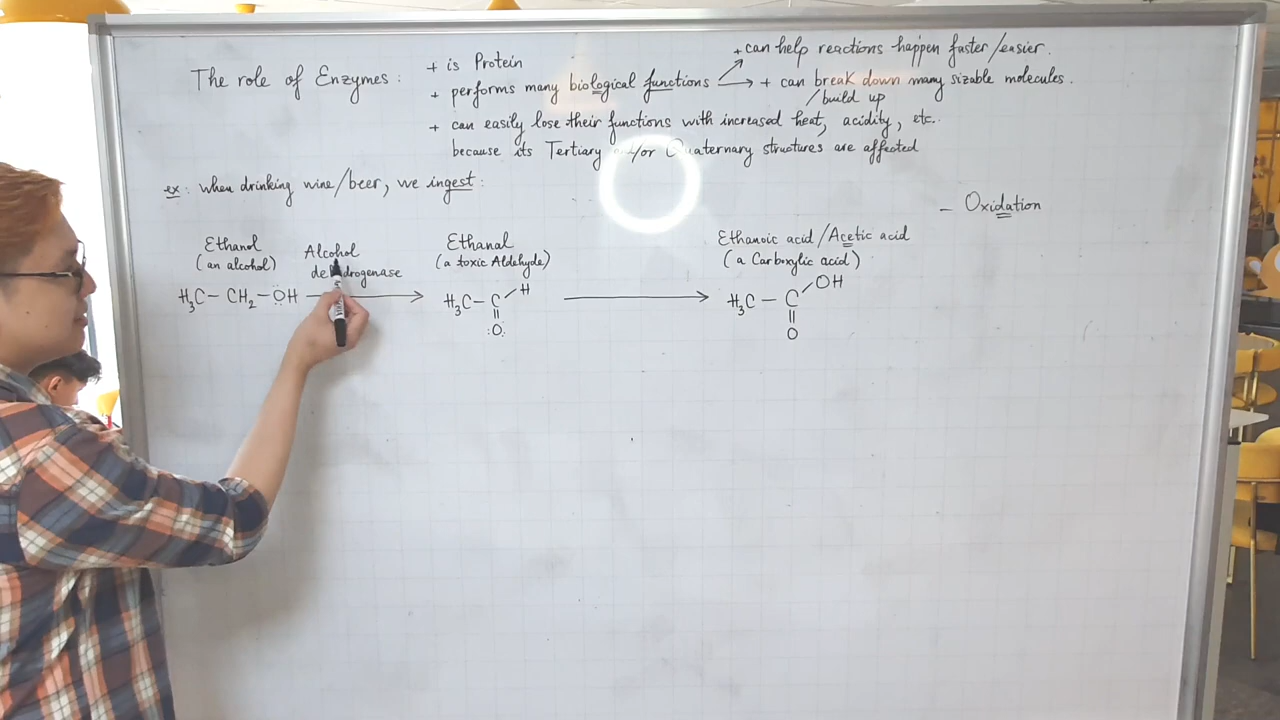 The role of Enzymes :
+ is Protein
+ performs many biological functions
+ can help reactions happen faster/easier.
+ can break down many sizable molecules.
/build up
+ can easily lose their functions with increased heat, acidity, etc..
because its Tertiary and/or Quaternary structures are affected
ex: when drinking wine/beer, we ingest:
- Oxidation
Ethanol
(an alcohol)
H3C- CH2-OH
Alcohol
dehydrogenase
Ethanal
(a toxic Aldehyde)
H3C- C
H
:O:
Ethanoic acid/Acetic acid
(a Carboxylic acid)
H3C - C
OH
O